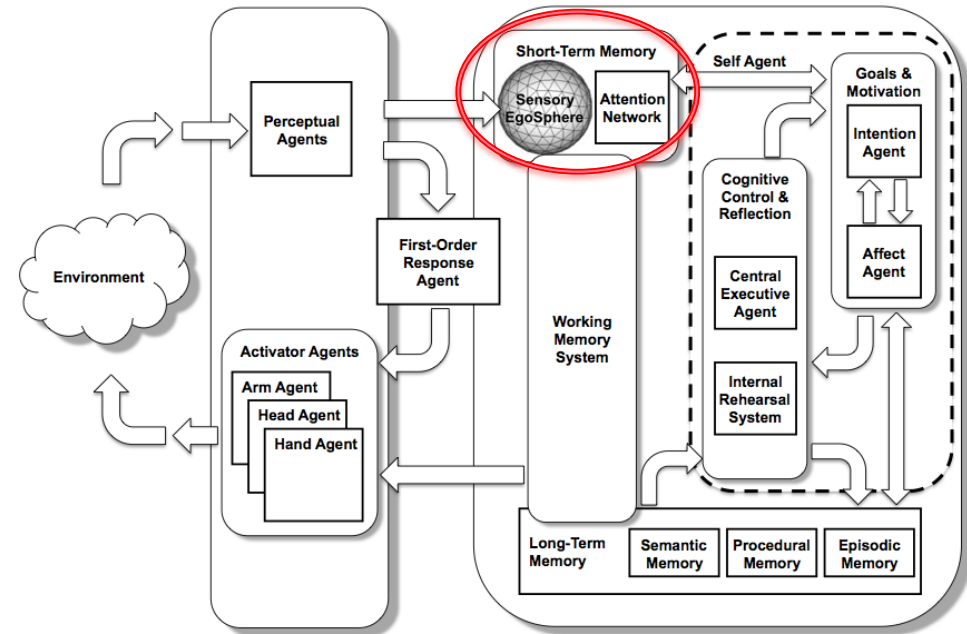 Short-Term Memory
Sensory
EgoSphere
Attention
Network
Self Agent
Goals &
Motivation
Intention
Agent
Affect
Agent
Perceptual
Agents
Cognitive
Control &
Reflection
Central
Executive
Agent
Internal
Rehearsal
System
First-Order
Response
Agent
Environment
Working
Memory
System
Activator Agents
Arm Agent
Head Agent
Hand Agent
Long-Term
Memory
Semantic
Memory
Procedural
Memory
Episodic
Memory